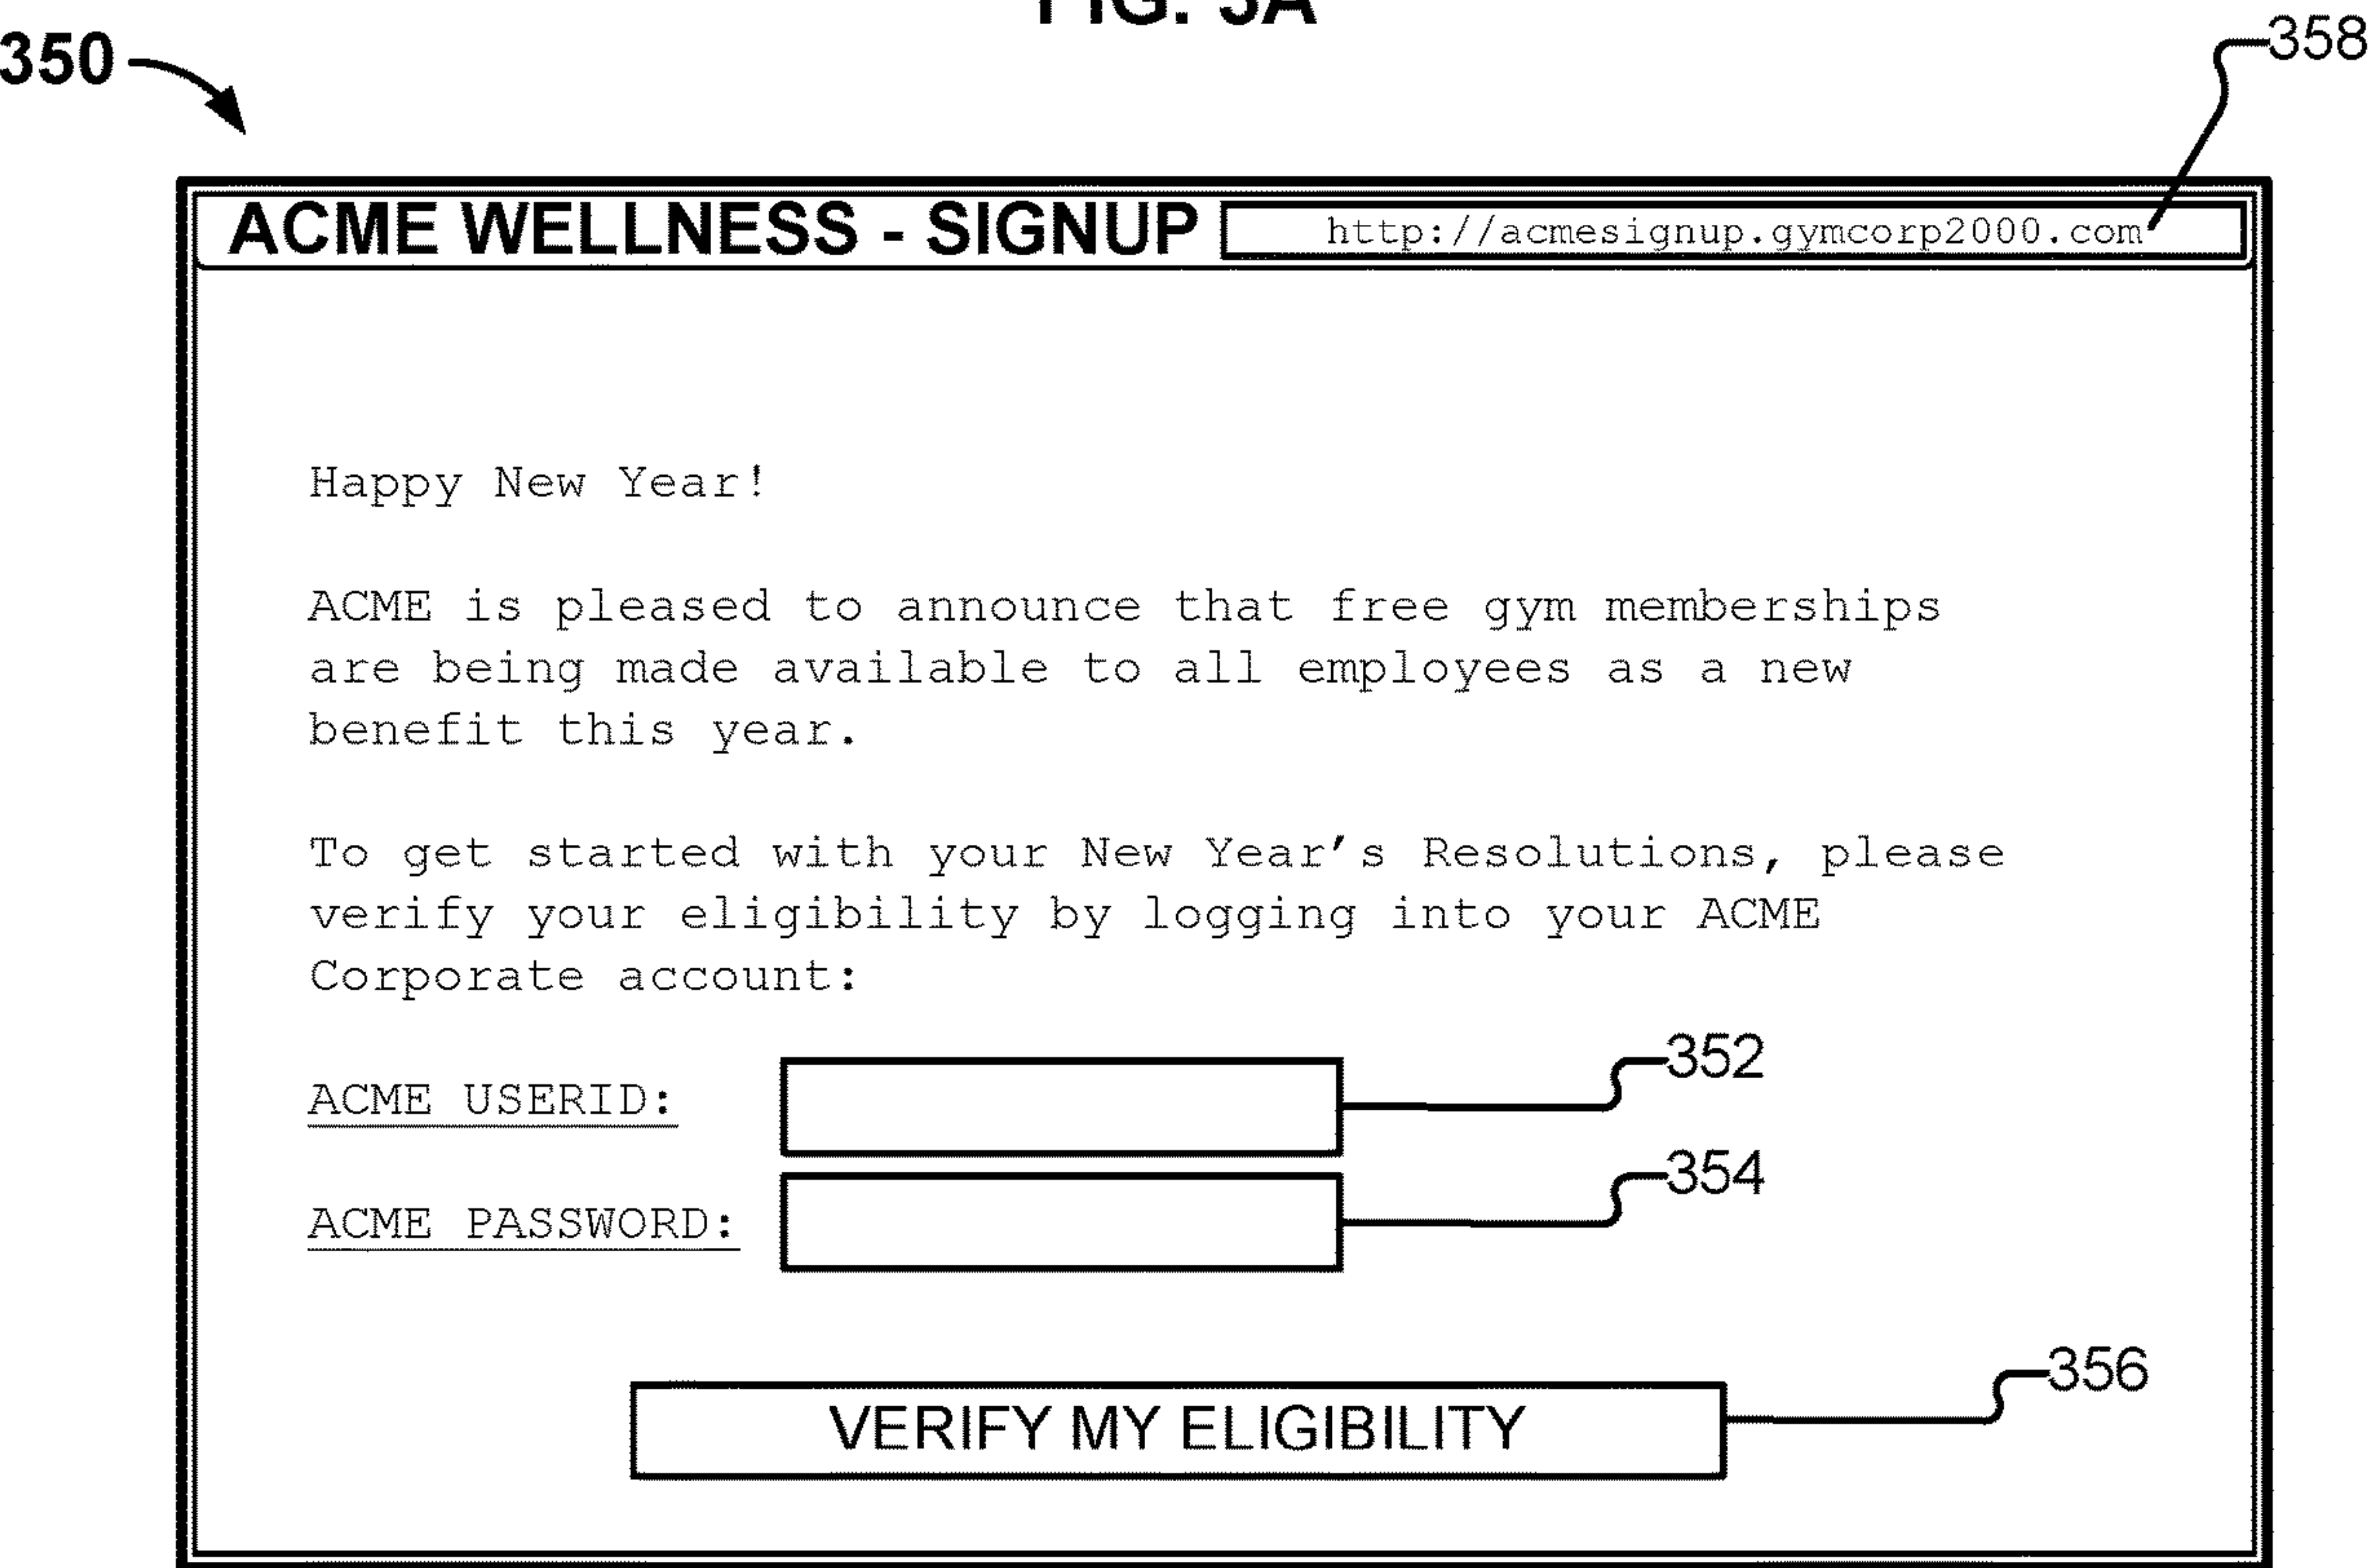 FIG. 3A
350
358
ACME WELLNESS - SIGNUP http://acmesignup.gymcorp2000.com
Happy New Year!
ACME is pleased to announce that free gym memberships
are being made available to all employees as a new
benefit this year.
To get started with your New Year's Resolutions, please
verify your eligibility by logging into your ACME
Corporate account:
352
ACME USERID:
354
ACME PASSWORD:
356
VERIFY MY ELIGIBILITY